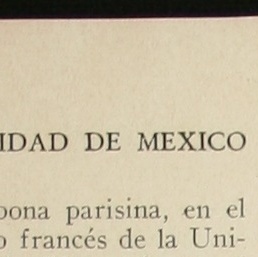 IDAD DE MEXICO
bona parisina, en el
o francés de la Uni-